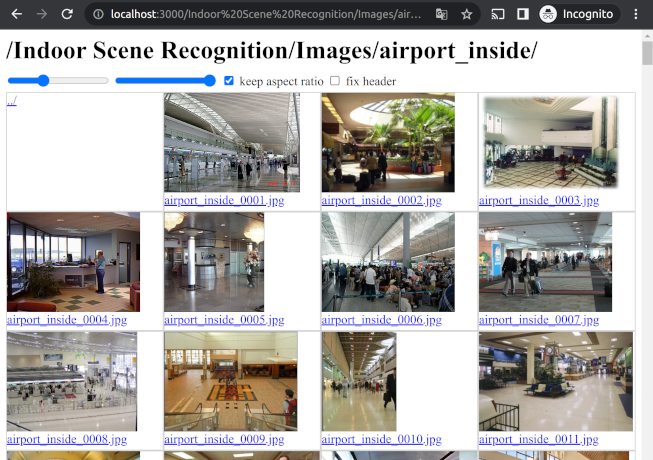 localhost:3000/Indoor%20Scene%20Recognition/Images/air...
Incognito
/Indoor Scene Recognition/Images/airport_inside/
keep aspect ratio
fix header
../
airport_inside_0001.jpg
airport_inside_0002.jpg
airport_inside_0003.jpg
airport_inside_0004.jpg
airport_inside_0005.jpg
airport_inside_0006.jpg
airport_inside_0007.jpg
airport_inside_0008.jpg
airport_inside_0009.jpg
airport_inside_0010.jpg
airport_inside_0011.jpg